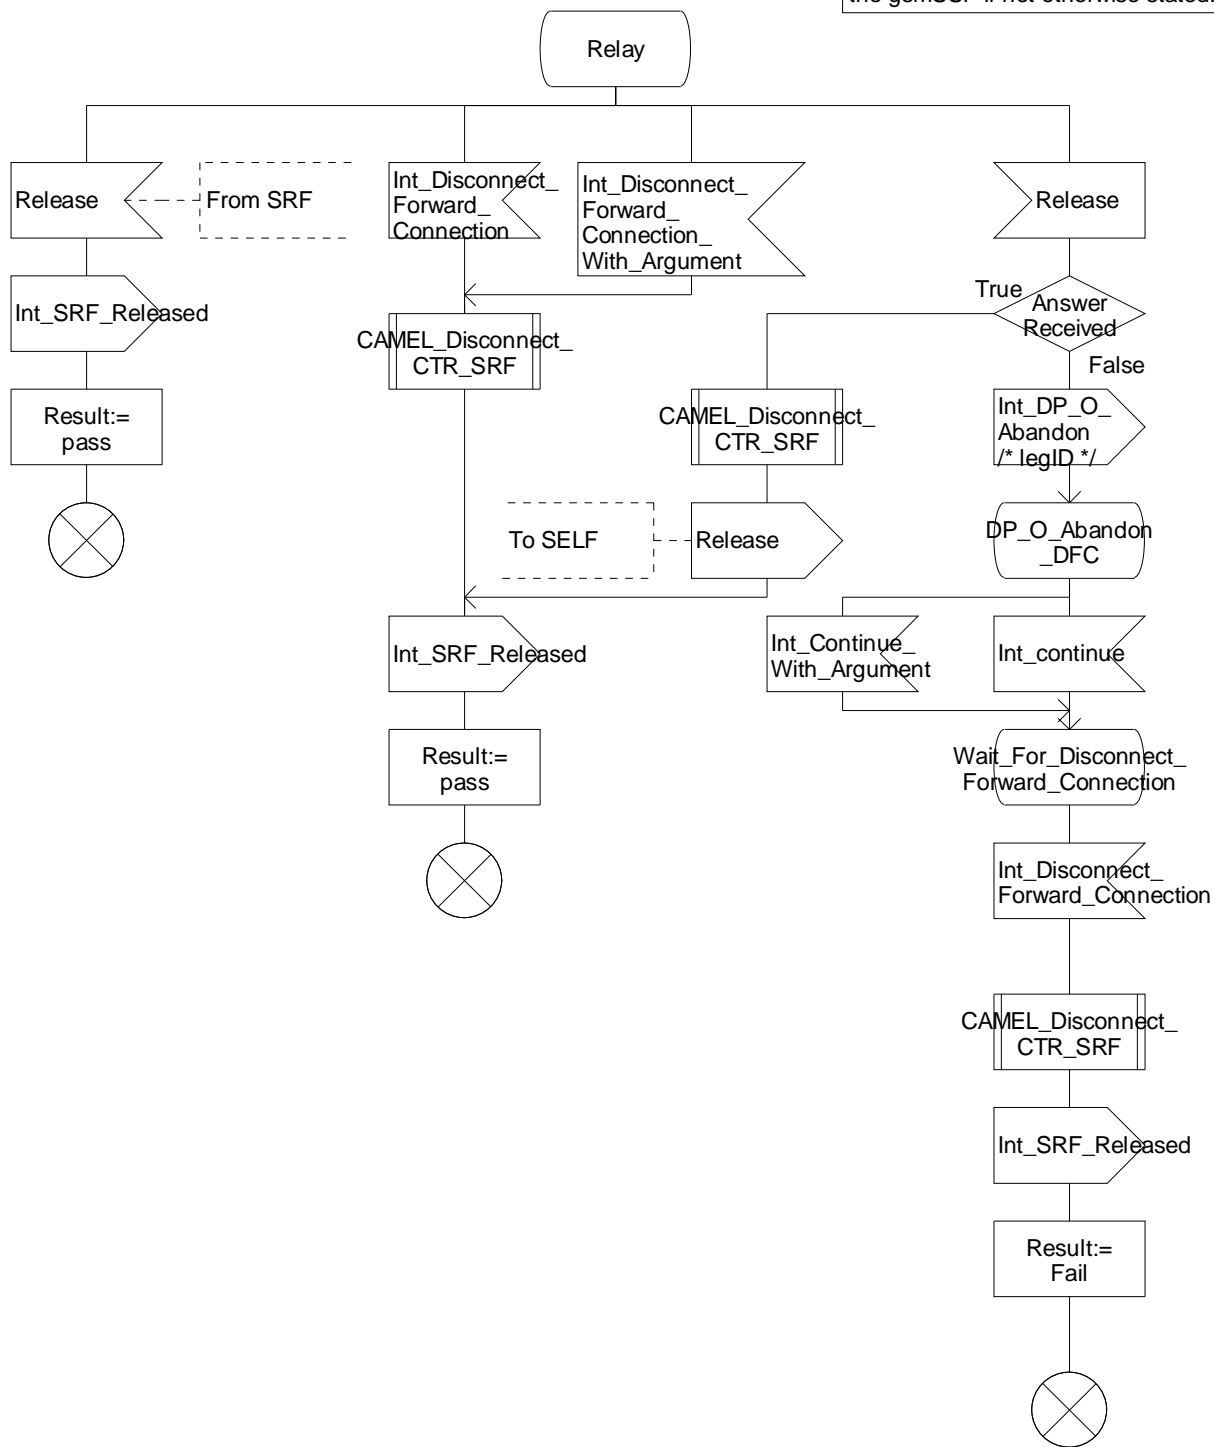 the gsmSSF if not otherwise stated.
Relay
Release
From SRF
Int_Disconnect_
Forward_
Connection
Int_Disconnect_
Forward_
Connection_
With_Argument
Release
Int_SRF_Released
True
Answer
Received
False
CAMEL_Disconnect_
CTR_SRF
Result:=
pass
CAMEL_Disconnect_
CTR_SRF
Int_DP_O_
Abandon
/* legID */
To SELF
Release
DP_O_Abandon
_DFC
Int_SRF_Released
Int_Continue_
With_Argument
Int_continue
Result:=
pass
Wait_For_Disconnect_
Forward_Connection
Int_Disconnect_
Forward_Connection
CAMEL_Disconnect_
CTR_SRF
Int_SRF_Released
Result:=
Fail